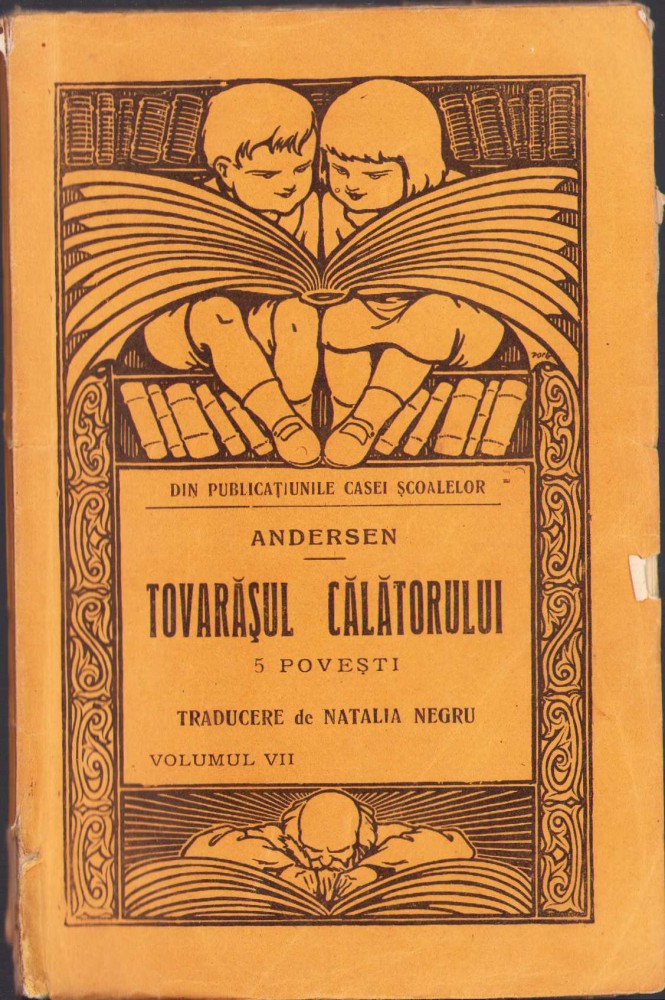 DIN PUBLICAȚIUNILE CASEI ȘCOALELOR
ANDERSEN
TOVARĂȘUL CĂLĂTORULUI
5 POVEȘTI
TRADUCERE de NATALIA NEGRU
VOLUMUL VII